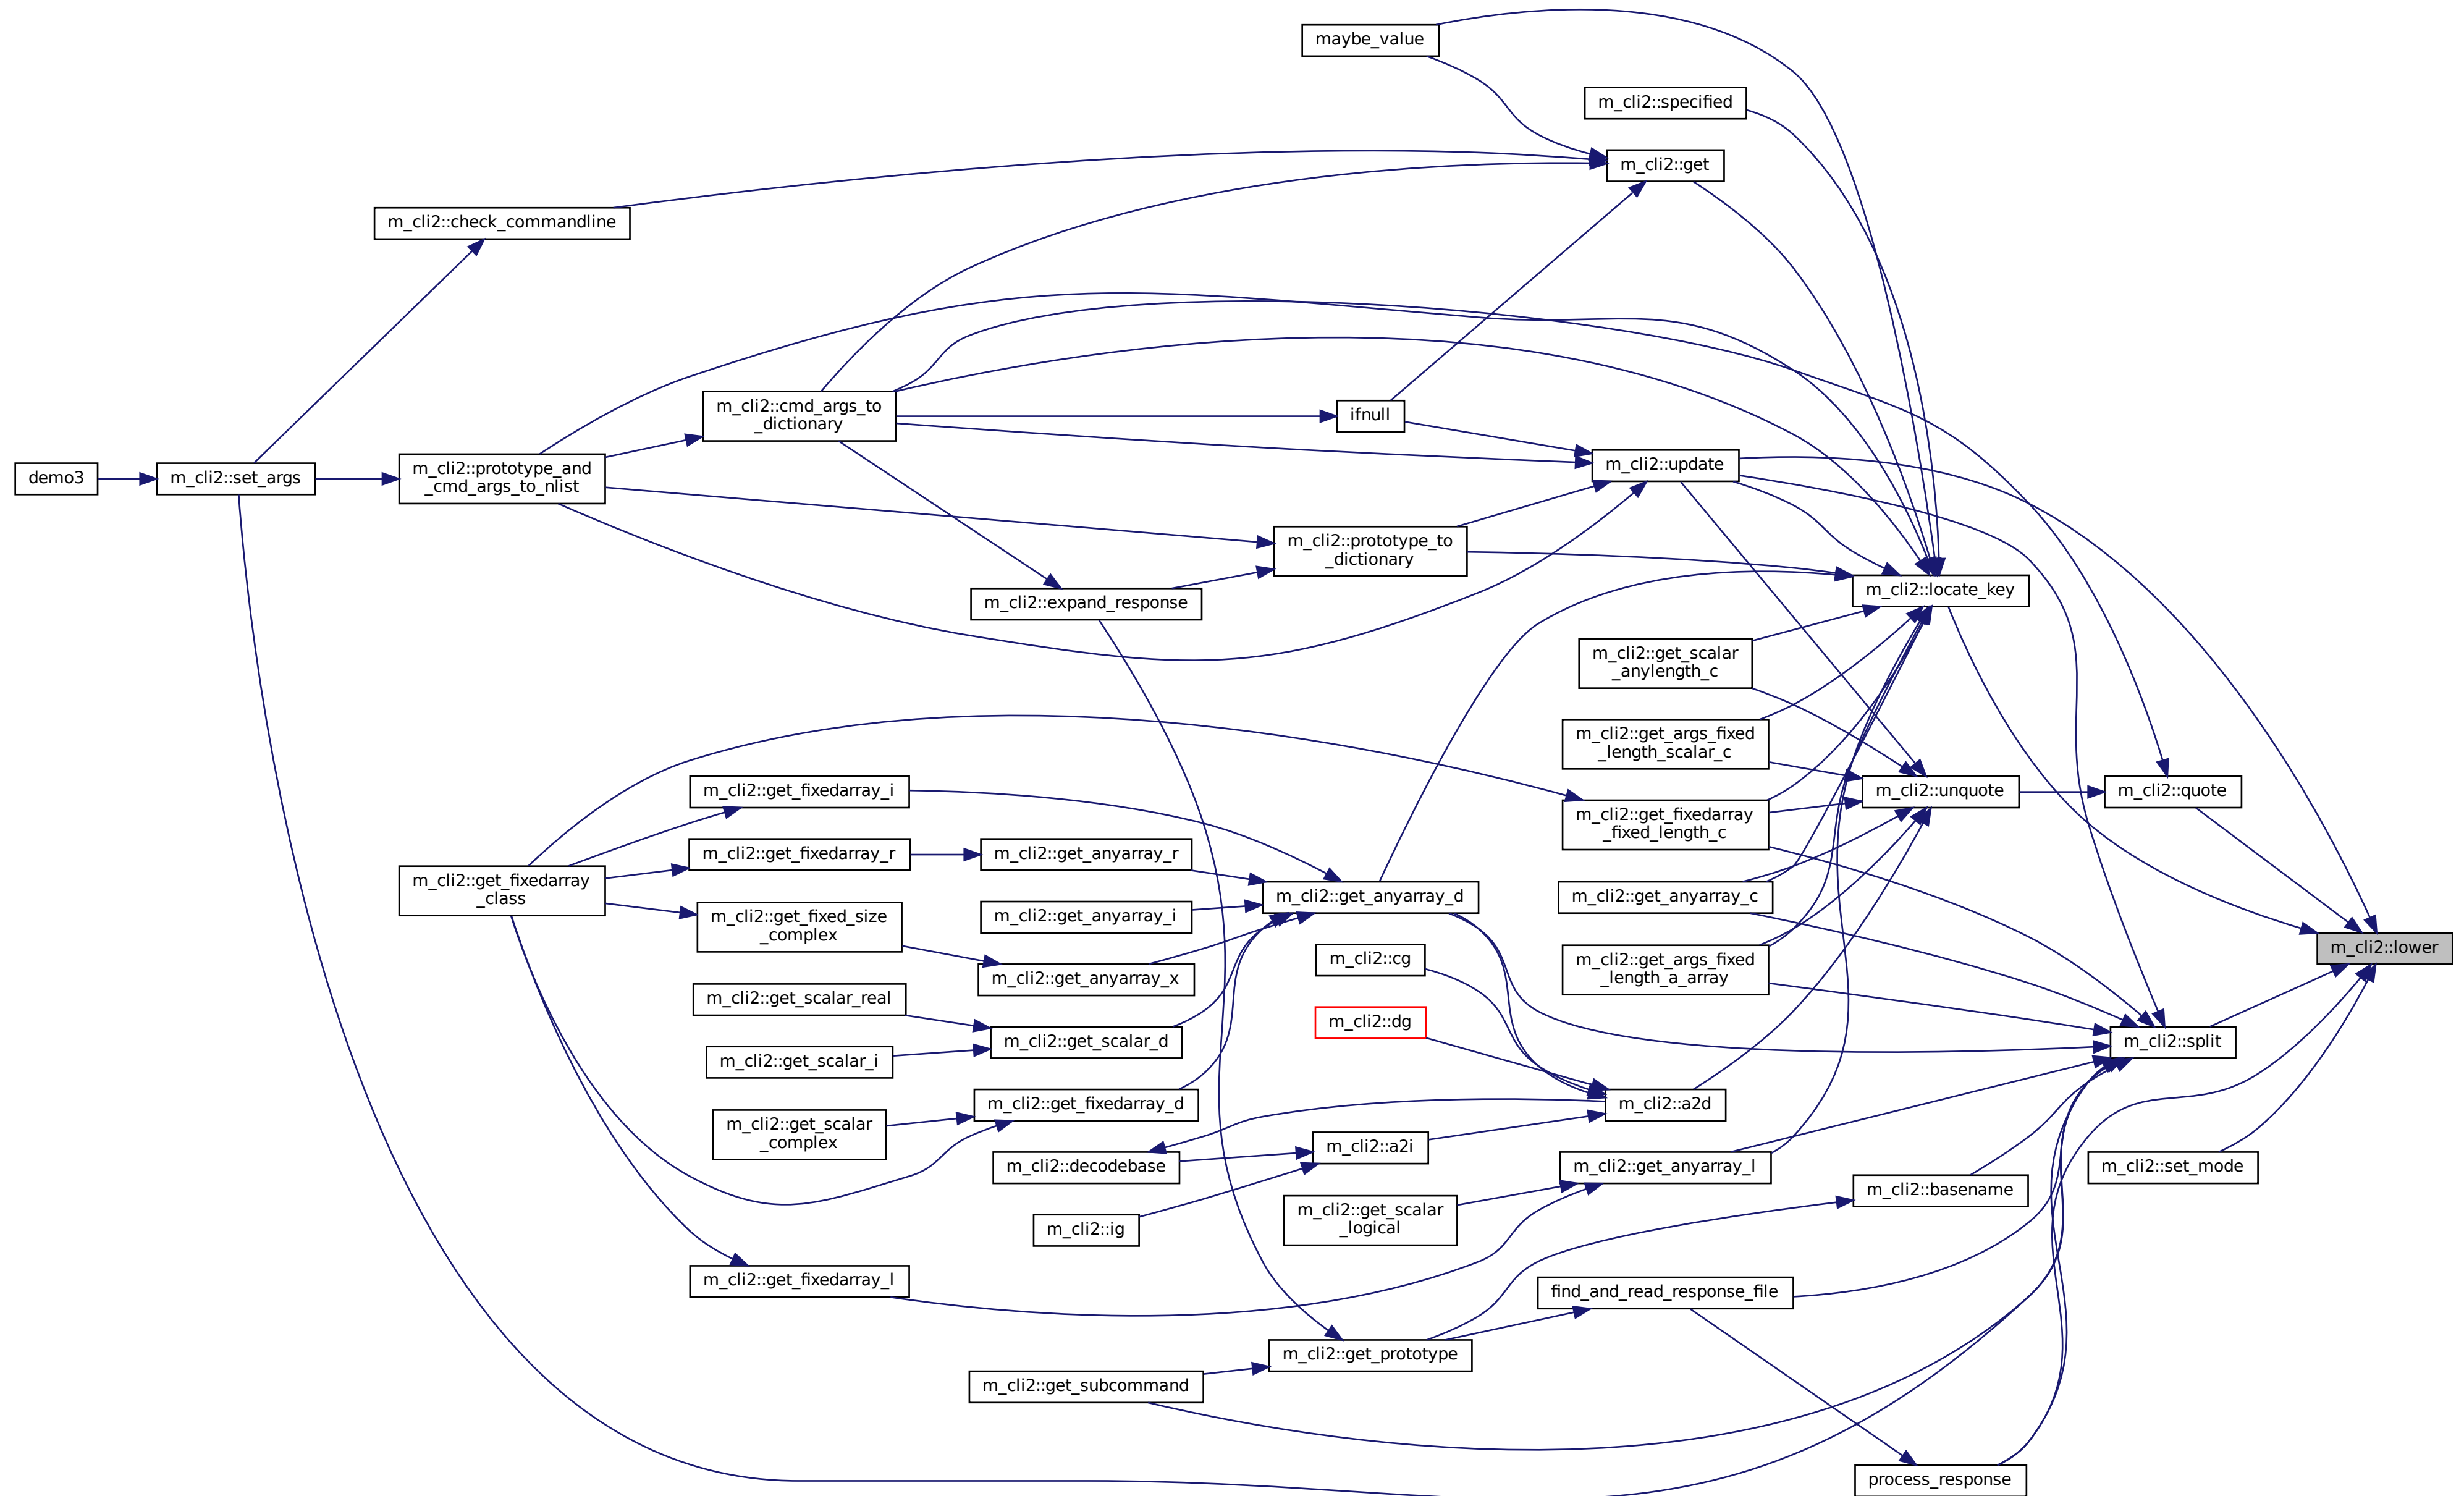 maybe_value
m_cli2::specified
m_cli2::get
m_cli2::check_commandline
m_cli2::cmd_args_to
_dictionary
ifnull
m_cli2::update
demo3
m_cli2::set_args
m_cli2::prototype_and
_cmd_args_to_nlist
m_cli2::prototype_to
_dictionary
m_cli2::expand_response
m_cli2::locate_key
m_cli2::get_scalar
_anylength_c
m_cli2::get_args_fixed
_length_scalar_c
m_cli2::get_fixedarray_i
m_cli2::get_fixedarray
_fixed_length_c
m_cli2::unquote
m_cli2::quote
m_cli2::get_fixedarray_r
m_cli2::get_anyarray_r
m_cli2::get_fixedarray
_class
m_cli2::get_anyarray_d
m_cli2::get_anyarray_c
m_cli2::get_fixed_size
_complex
m_cli2::get_anyarray_i
m_cli2::cg
m_cli2::get_args_fixed
_length_a_array
m_cli2::lower
m_cli2::get_anyarray_x
m_cli2::get_scalar_real
m_cli2::dg
m_cli2::get_scalar_i
m_cli2::get_scalar_d
m_cli2::split
m_cli2::get_fixedarray_d
m_cli2::a2d
m_cli2::get_scalar
_complex
m_cli2::decodebase
m_cli2::a2i
m_cli2::get_anyarray_l
m_cli2::set_mode
m_cli2::basename
m_cli2::ig
m_cli2::get_scalar
_logical
m_cli2::get_fixedarray_l
find_and_read_response_file
m_cli2::get_prototype
m_cli2::get_subcommand
process_response